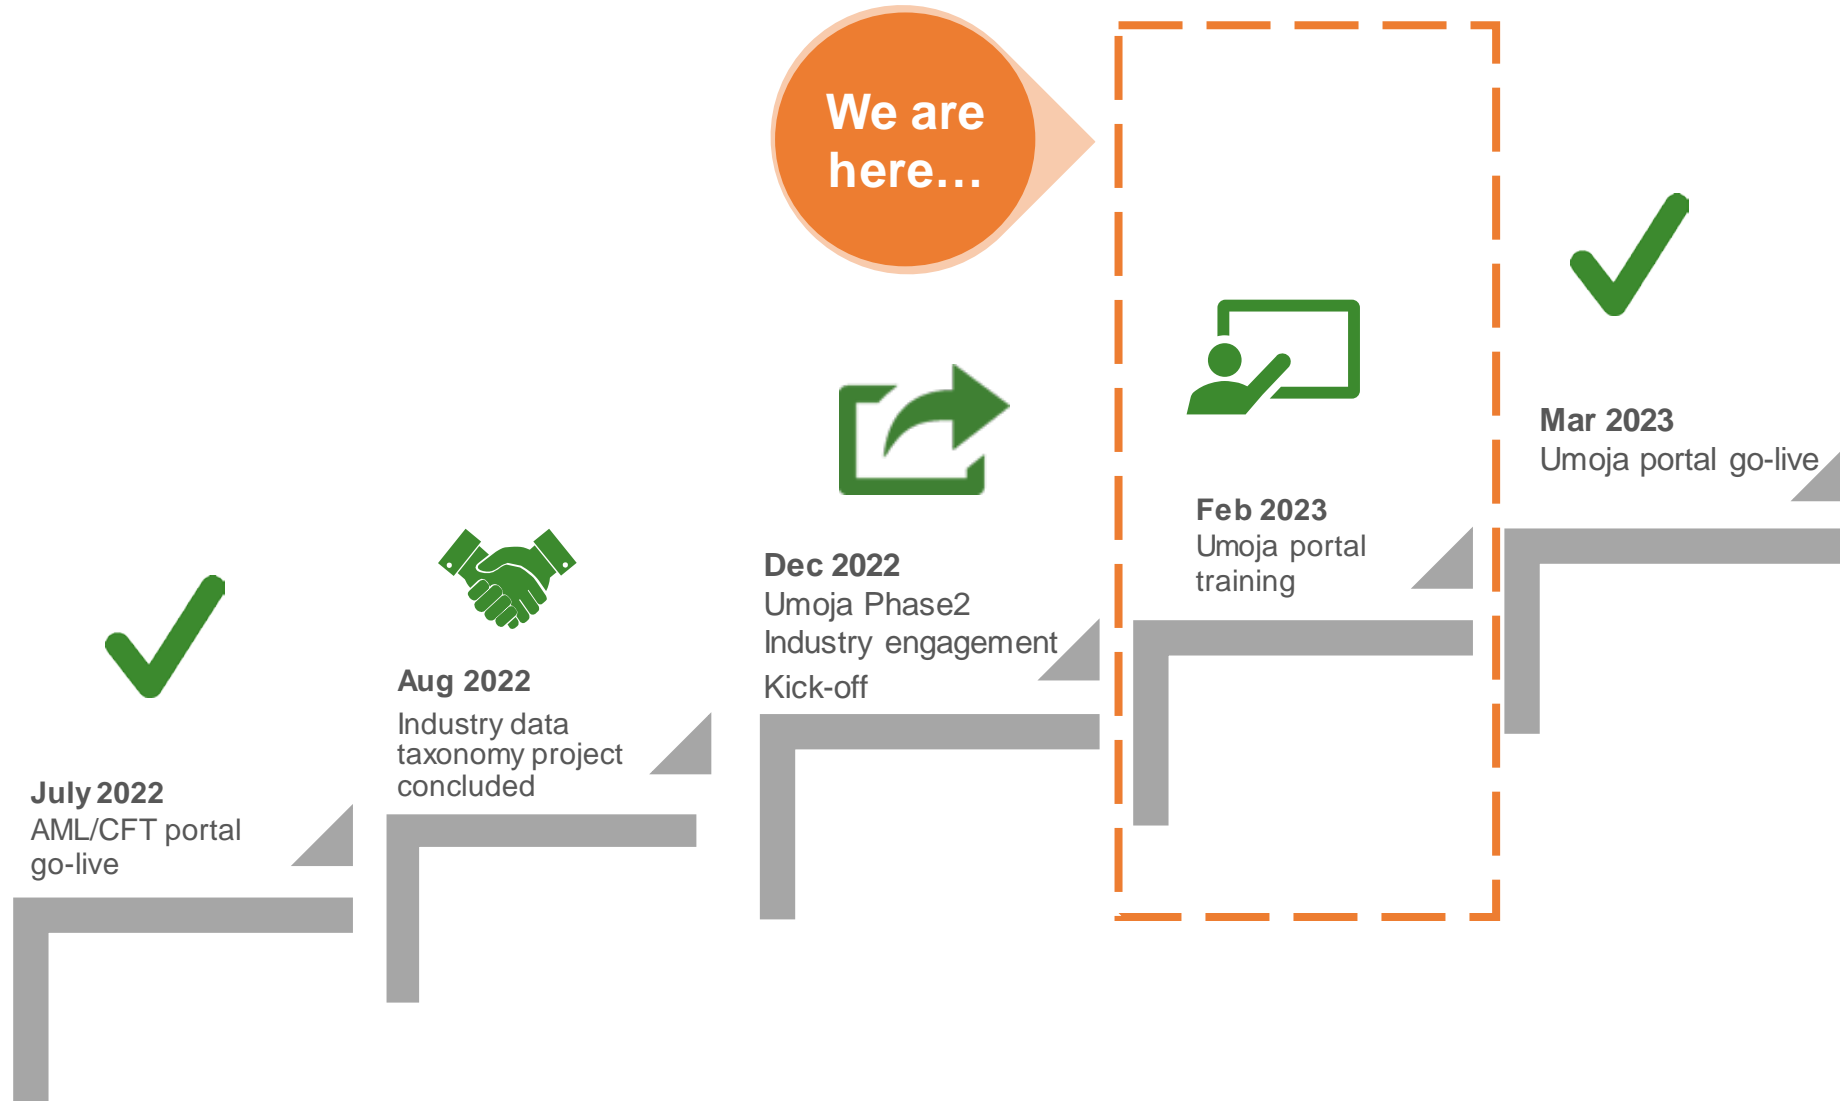 We are
here…
July 2022
AML/CFT portal
go-live
Aug 2022
Industry data
taxonomy project
concluded
Dec 2022
Umoja Phase2
Industry engagement
Kick-off
Feb 2023
Umoja portal
training
Mar 2023
Umoja portal go-live